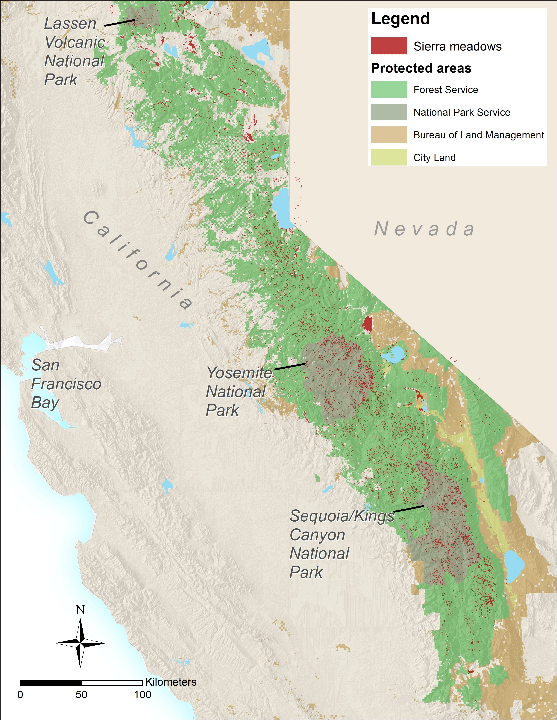 Lassen
Volcanic
National
Park
Legend
Sierra meadows
Protected areas
Forest Service
National Park Service
Bureau of Land Management
City Land
Nevada
California
San
Francisco
Bay
Yosemite
National
Park
Sequoia/Kings
Canyon
National
Park
N
Kilometers
0 50 100